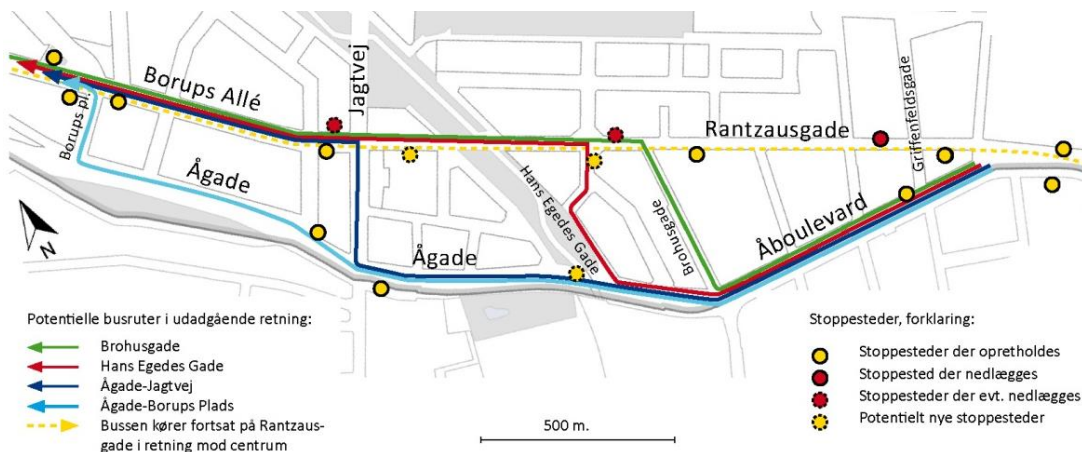 Borups Allé
Jagtvej
Rantzausgade
Griffenfeldsgade
Borups pl.
Ågade
Hans Egedes Gade
Brohusgade
Åboulevard
Ågade
N
Potentielle busruter i udadgående retning:
Brohusgade
Hans Egedes Gade
Ågade-Jagtvej
Ågade-Borups Plads
Bussen kører fortsat på Rantzaus-
gade i retning mod centrum
500 m.
Stoppesteder, forklaring:
Stoppesteder der opretholdes
Stoppested der nedlægges
Stoppesteder der evt. nedlægges
Potentielt nye stoppesteder